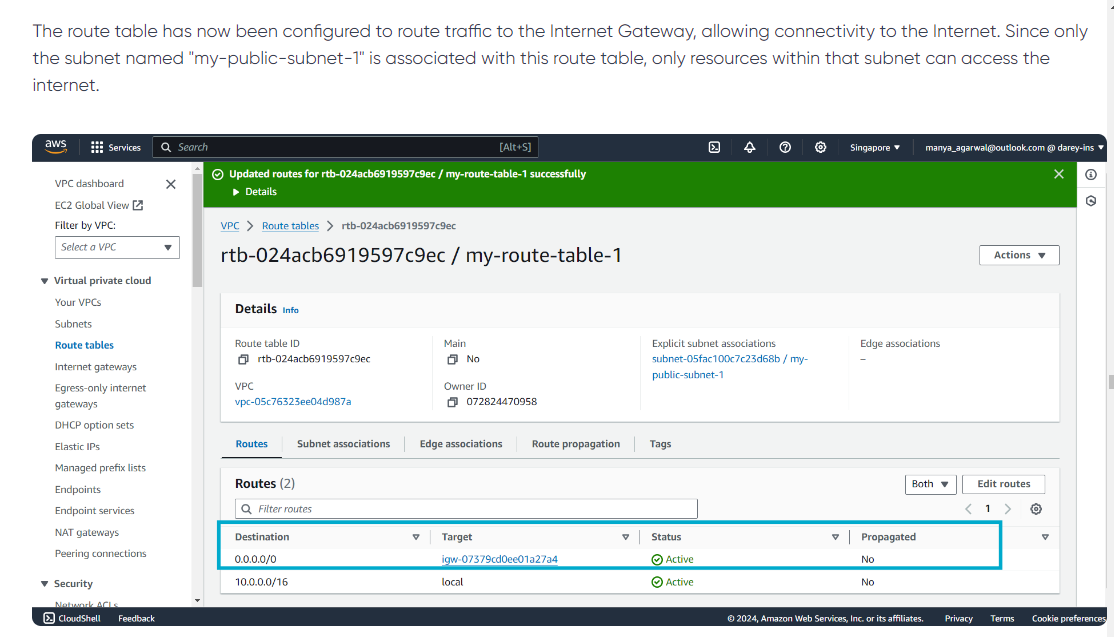 The route table has now been configured to route traffic to the Internet Gateway, allowing connectivity to the Internet. Since only
the subnet named "my-public-subnet-1" is associated with this route table, only resources within that subnet can access the
internet.
aws
Services
Search
[Alt+S]
Singapore
manya_agarwal@outlook.com @ darey-ins
VPC dashboard
EC2 Global View
Filter by VPC:
Select a VPC
Virtual private cloud
Your VPCs
Subnets
Route tables
Internet gateways
Egress-only internet
gateways
DHCP option sets
Elastic IPs
Managed prefix lists
Endpoints
Endpoint services
NAT gateways
Peering connections
Security
Network ACLs
Updated routes for rtb-024acb6919597c9ec / my-route-table-1 successfully
Details
VPC > Route tables > rtb-024acb6919597c9ec
rtb-024acb6919597c9ec / my-route-table-1
Actions
Details Info
Route table ID
rtb-024acb6919597c9ec
Main
No
Explicit subnet associations
subnet-05fac100c7c23d68b / my-
public-subnet-1
Edge associations
–
VPC
vpc-05c76323ee04d987a
Owner ID
072824470958
Routes
Subnet associations
Edge associations
Route propagation
Tags
Routes (2)
Both
Edit routes
Filter routes
1
Destination Target Status Propagated
0.0.0.0/0 igw-07379cd0ee01a27a4 Active No
10.0.0.0/16 local Active No
CloudShell
Feedback
© 2024, Amazon Web Services, Inc. or its affiliates.
Privacy
Terms
Cookie preferences